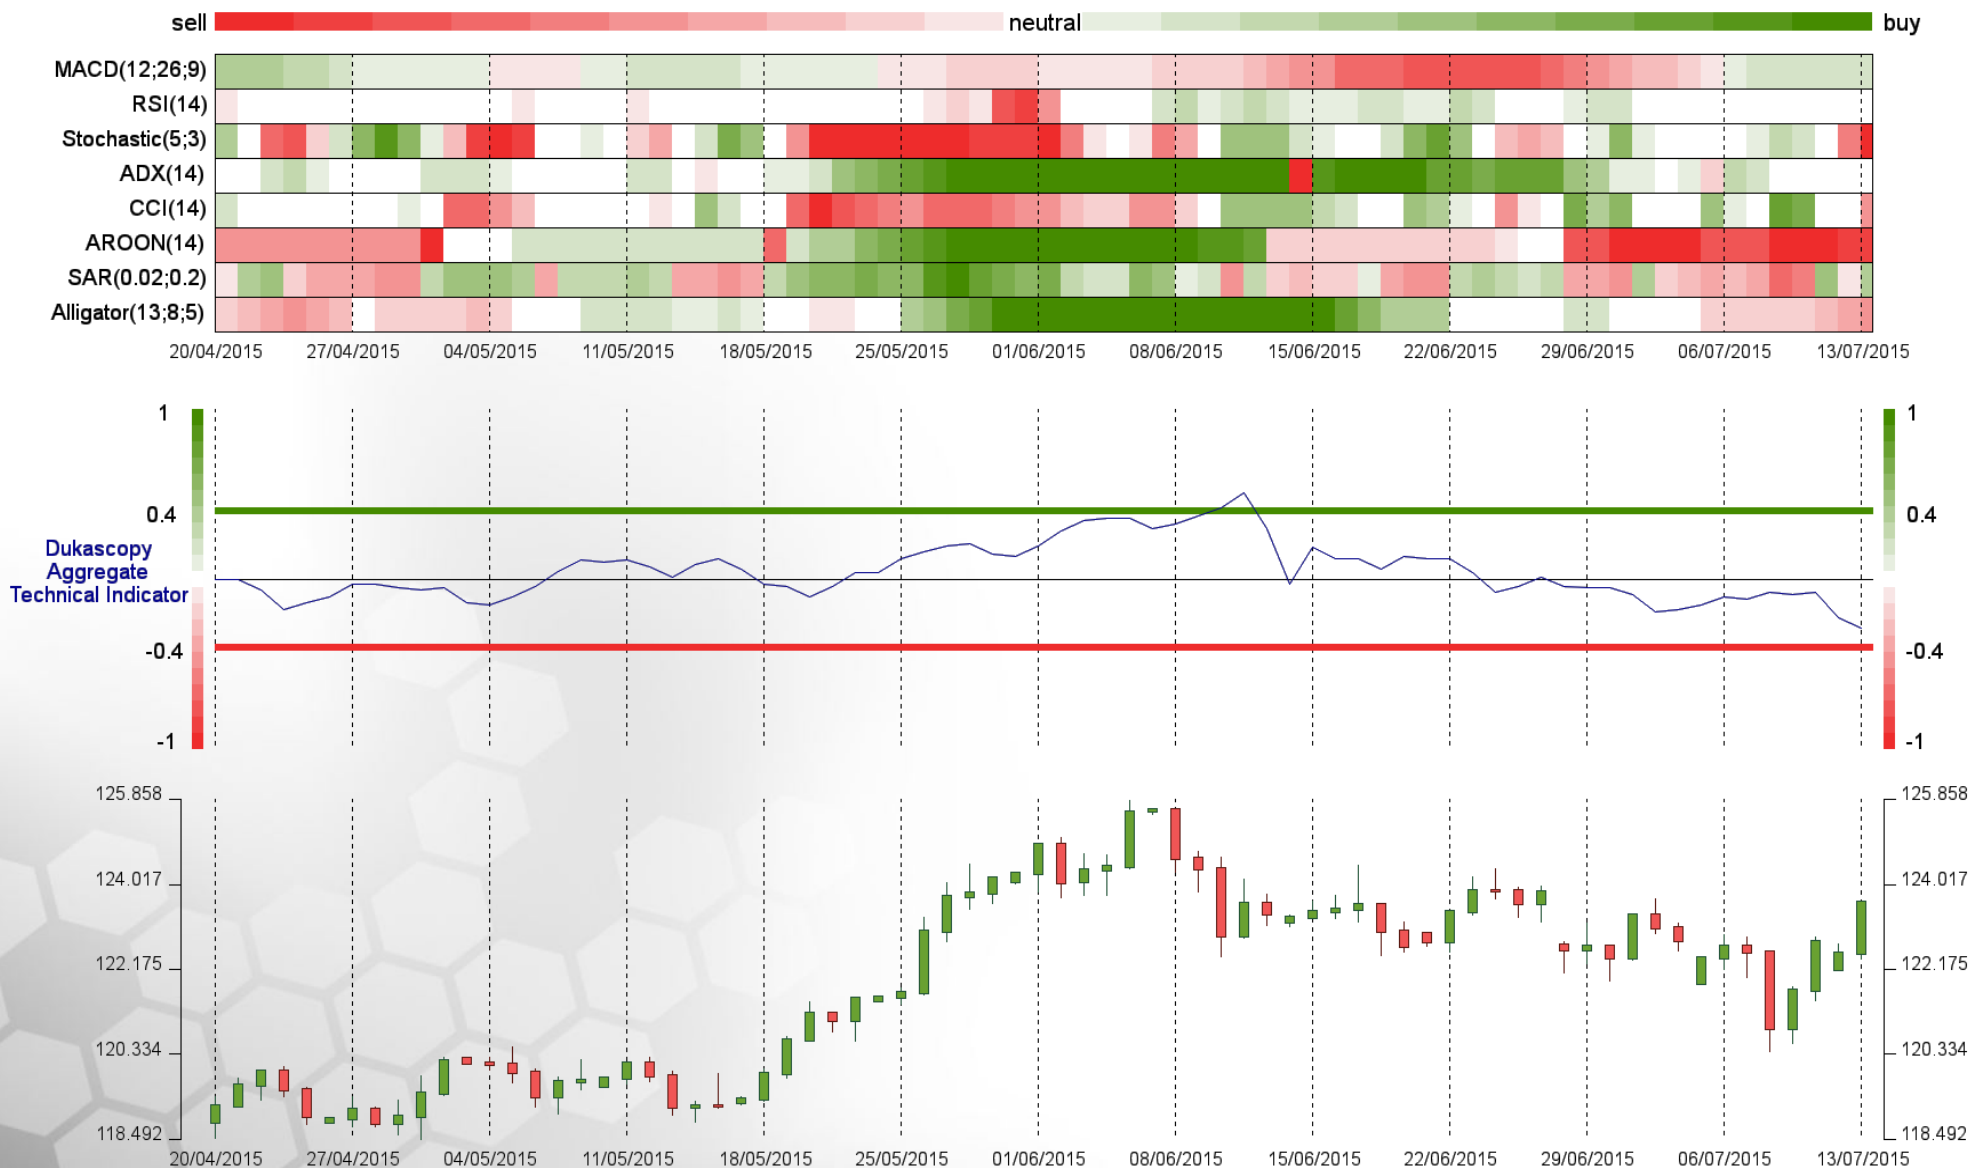 sell neutral buy
MACD(12;26;9)
RSI(14)
Stochastic(5;3)
ADX(14)
CCI(14)
AROON(14)
SAR(0.02;0.2)
Alligator(13;8;5)
20/04/2015 27/04/2015 04/05/2015 11/05/2015 18/05/2015 25/05/2015 01/06/2015 08/06/2015 15/06/2015 22/06/2015 29/06/2015 06/07/2015 13/07/2015
1 1
0.4 0.4
Dukascopy
Aggregate
Technical Indicator
-0.4 -0.4
-1 -1
125.858 125.858
124.017 124.017
122.175 122.175
120.334 120.334
118.492 118.492
20/04/2015 27/04/2015 04/05/2015 11/05/2015 18/05/2015 25/05/2015 01/06/2015 08/06/2015 15/06/2015 22/06/2015 29/06/2015 06/07/2015 13/07/2015